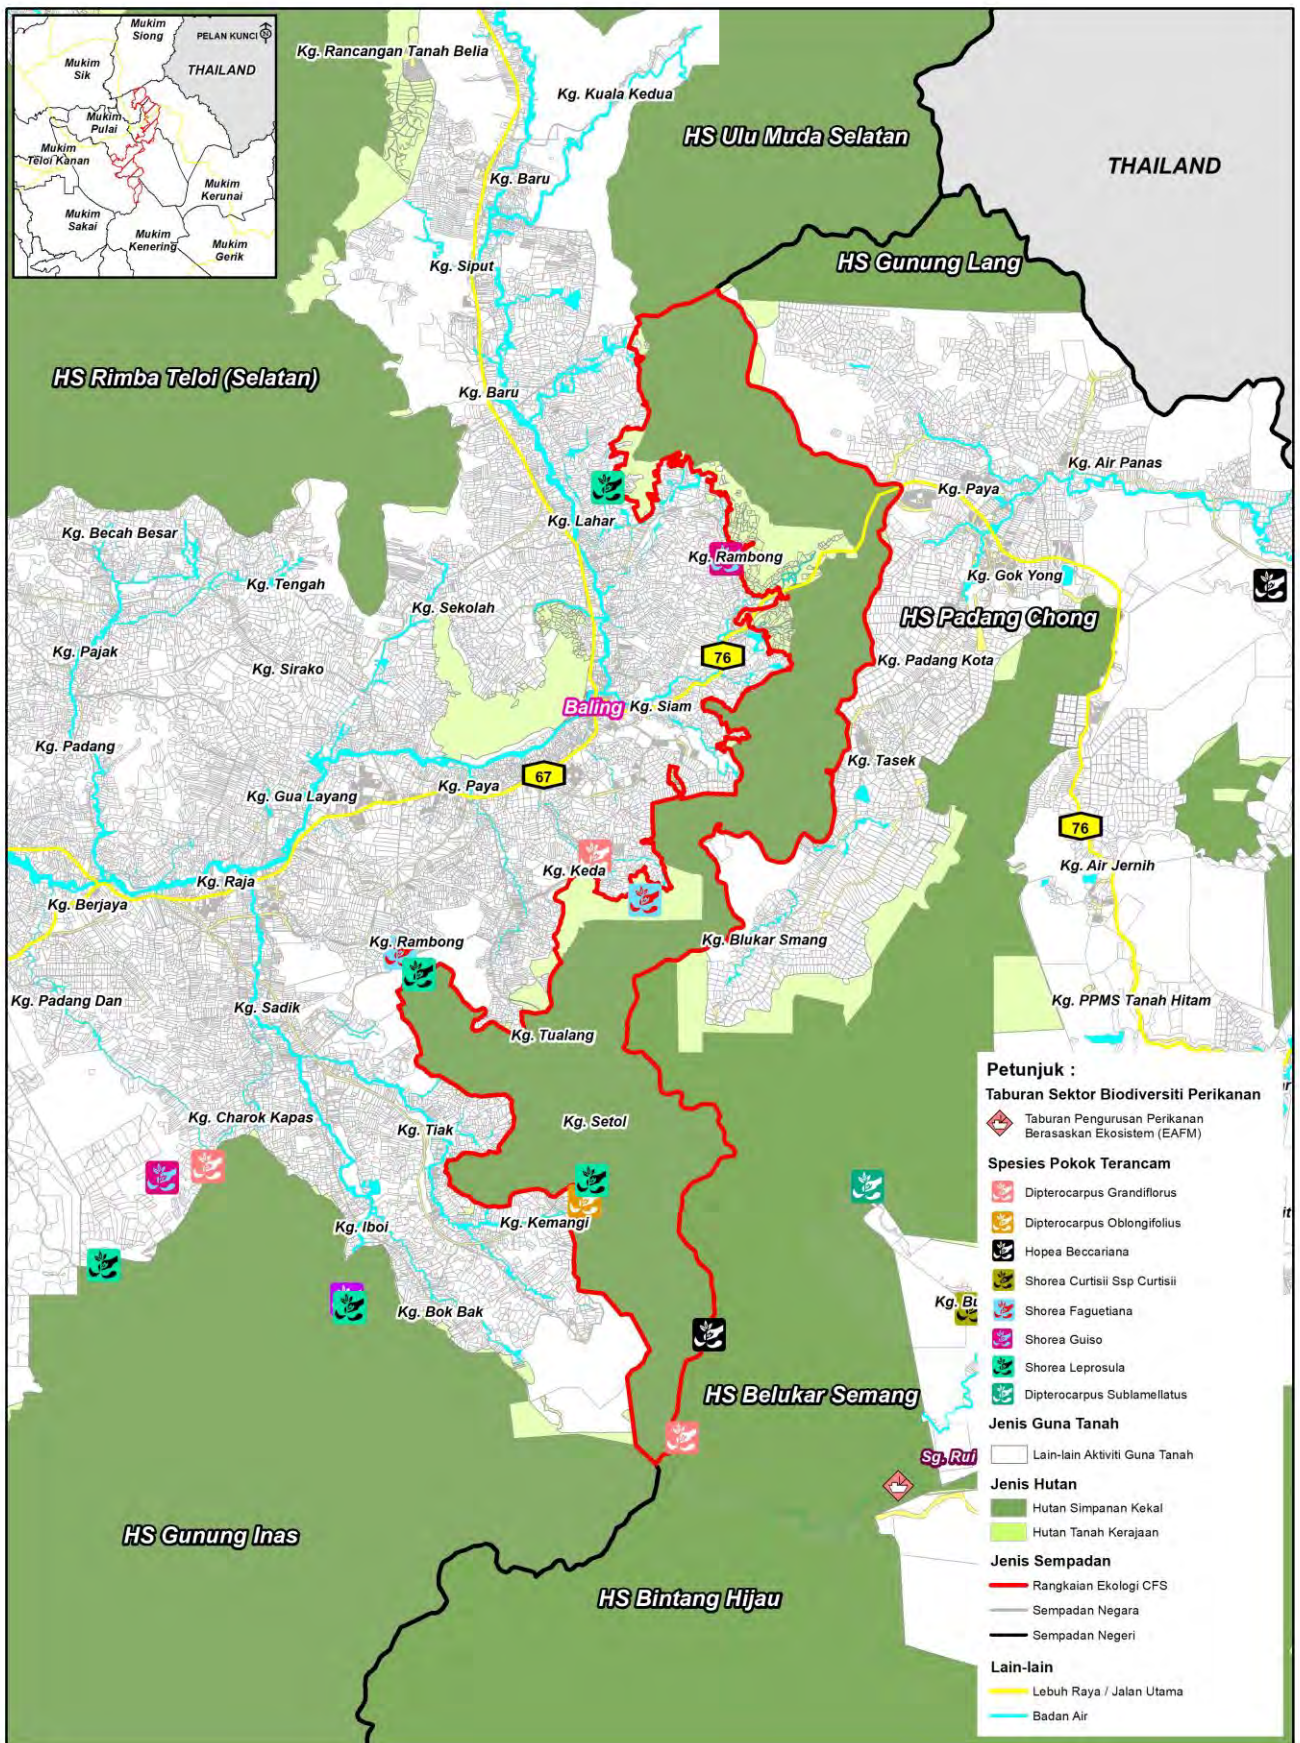 Mukim
Siong
PELAN KUNCI
Mukim
Sik
THAILAND
Mukim
Pulai
Mukim
Teloi Kanan
Mukim
Kerunai
Mukim
Sakai
Mukim
Kenering
Mukim
Gerik
Kg. Rancangan Tanah Belia
Kg. Kuala Kedua
HS Ulu Muda Selatan
THAILAND
Kg. Baru
Kg. Siput
HS Gunung Lang
HS Rimba Teloi (Selatan)
Kg. Baru
Kg. Air Panas
Kg. Paya
Kg. Lahar
Kg. Becah Besar
Kg. Rambong
Kg. Tengah
Kg. Gok Yong
Kg. Sekolah
HS Padang Chong
Kg. Pajak
Kg. Sirako
76
Kg. Padang Kota
Baling
Kg. Siam
Kg. Padang
Kg. Tasek
67
Kg. Paya
Kg. Gua Layang
76
Kg. Keda
Kg. Air Jernih
Kg. Raja
Kg. Berjaya
Kg. Rambong
Kg. Blukar Smang
Kg. Padang Dan
Kg. Sadik
Kg. PPMS Tanah Hitam
Kg. Tualang
Kg. Charok Kapas
Kg. Tiak
Kg. Setol
Kg. Iboi
Kg. Kemangi
Kg. Bok Bak
Kg. Bu
HS Belukar Semang
Sg. Rui
HS Gunung Inas
HS Bintang Hijau
Petunjuk :
Taburan Sektor Biodiversiti Perikanan
Taburan Pengurusan Perikanan
Berasaskan Ekosistem (EAFM)
Spesies Pokok Terancam
Dipterocarpus Grandiflorus
Dipterocarpus Oblongifolius
Hopea Beccariana
Shorea Curtisii Ssp Curtisii
Shorea Faguetiana
Shorea Guiso
Shorea Leprosula
Dipterocarpus Sublamellatus
Jenis Guna Tanah
Lain-lain Aktiviti Guna Tanah
Jenis Hutan
Hutan Simpanan Kekal
Hutan Tanah Kerajaan
Jenis Sempadan
Rangkaian Ekologi CFS
Sempadan Negara
Sempadan Negeri
Lain-lain
Lebuh Raya / Jalan Utama
Badan Air